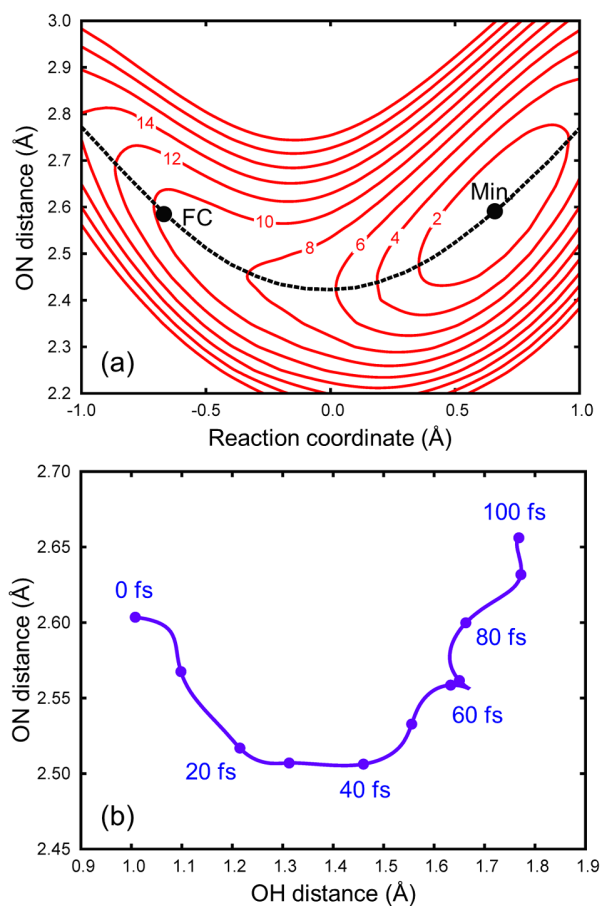 3.0
2.9
2.8
2.7
2.6
2.5
2.4
2.3
2.2
ON distance (Å)
14
12
10
8
6
4
2
FC
Min
(a)
-1.0
-0.5
0.0
0.5
1.0
Reaction coordinate (Å)
2.70
2.65
2.60
2.55
2.50
2.45
ON distance (Å)
0 fs
20 fs
40 fs
60 fs
80 fs
100 fs
(b)
0.9
1.0
1.1
1.2
1.3
1.4
1.5
1.6
1.7
1.8
1.9
OH distance (Å)